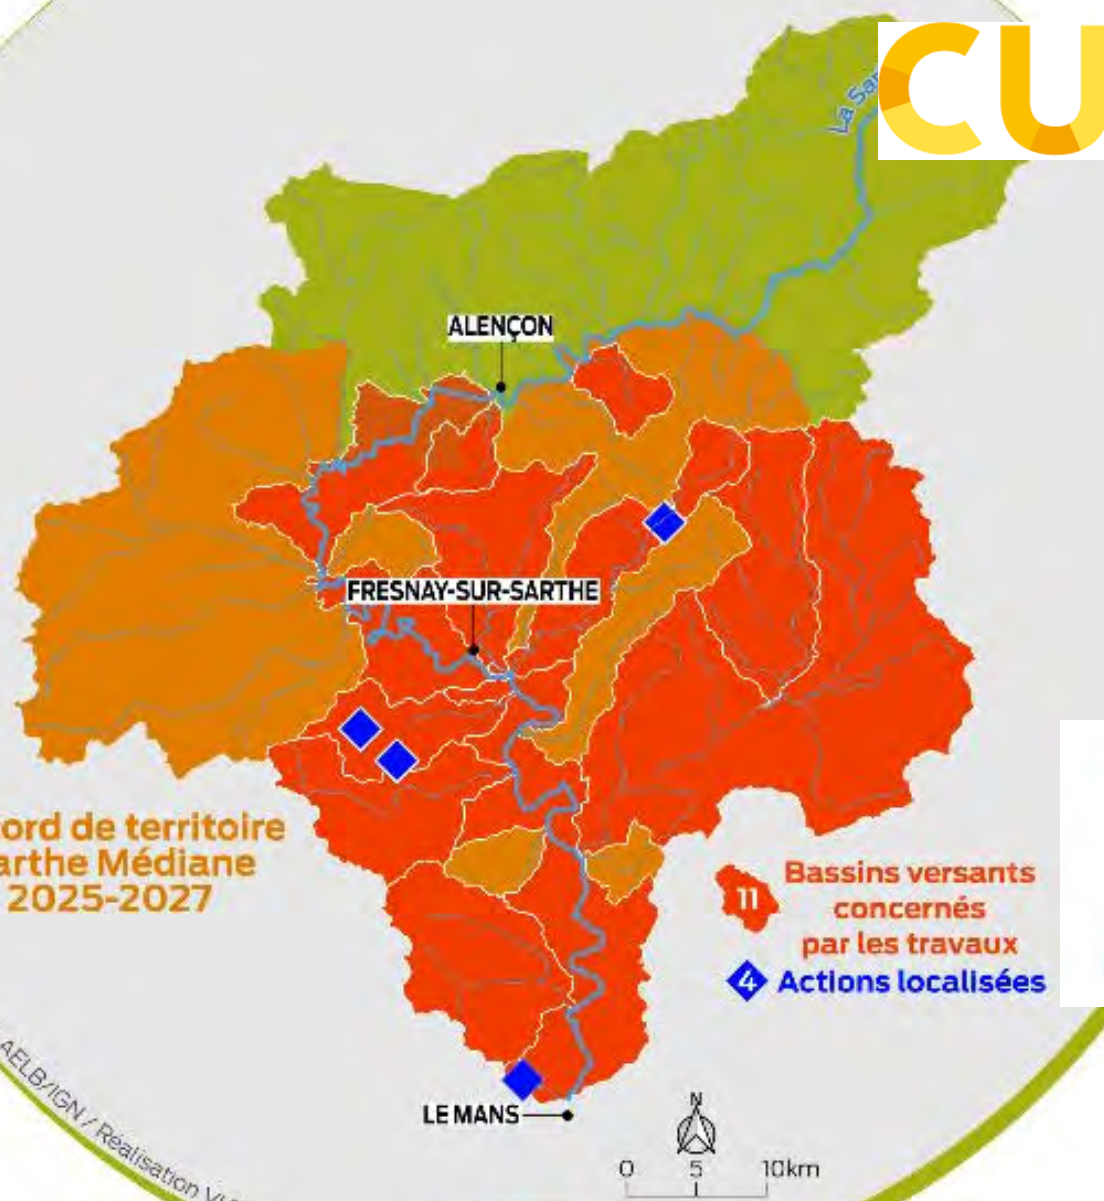 CU
La Sar
ALENÇON
FRESNAY-SUR-SARTHE
ord de territoire
arthe Médiane
2025-2027
11
Bassins versants
concernés
par les travaux
4 Actions localisées
AELB/IGN / Réalisation
LE MANS
N
0 5 10km